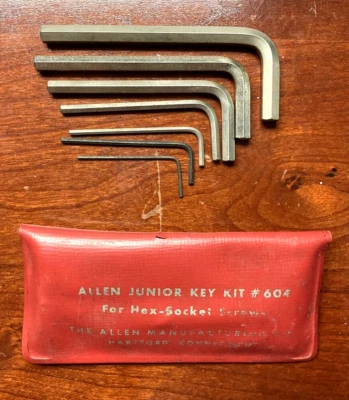 ALLEN JUNIOR KEY KIT # 604
For Hex-Socket Screws
THE ALLEN MANUFACTURING
HARTFORD, CONNECTICUT